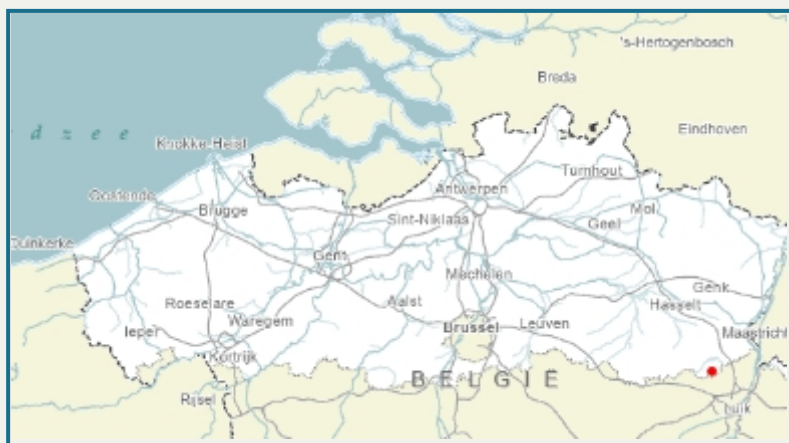 's-Hertogenbosch
Breda
Eindhoven
d z e e
Knokke-Heist
Turnhout
Antwerpen
Oostende
Brugge
Sint-Niklaas
Mol
Geel
Duinkerke
Gent
Mechelen
Genk
Roeselare
Aalst
Hasselt
Ieper
Waregem
Brussel
Leuven
Maastricht
Kortrijk
BELGIË
Rijsel
Luik